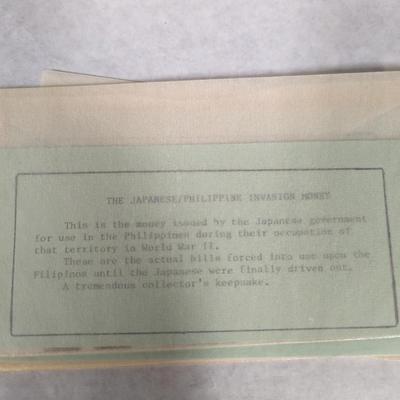 THE JAPANESE/PHILIPPINE INVASION MONEY
This is the money issued by the Japanese government
for use in the Philippines during their occupation of
that territory in World War II.
These are the actual bills forced into use upon the
Filipinos until the Japanese were finally driven out.
A tremendous collector's keepsake.